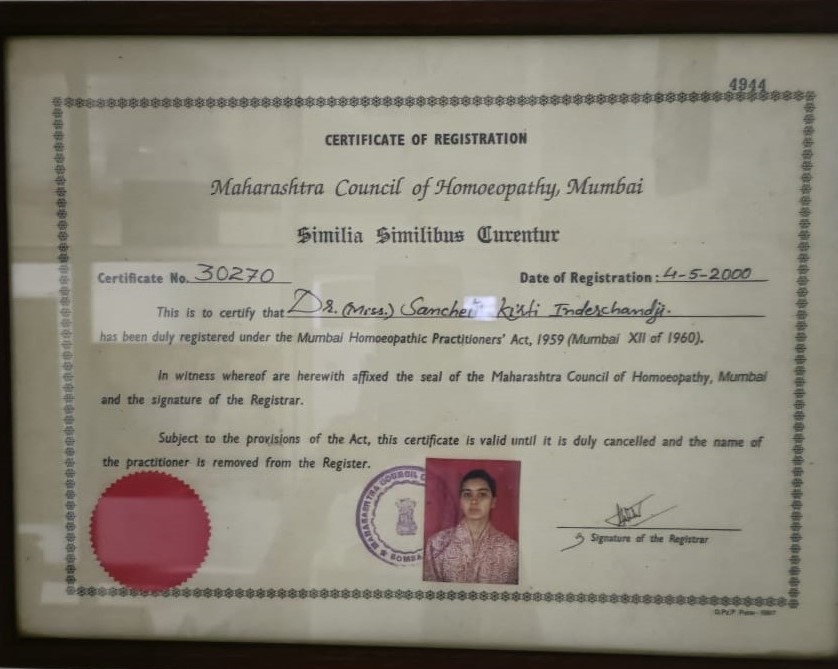 4944
CERTIFICATE OF REGISTRATION
Maharashtra Council of Homoeopathy, Mumbai
Similia Similibus Curentur
Certificate No. 30270 Date of Registration : 4-5-2000
This is to certify that Dr. (Miss.) Sancheti Kirti Inderchandji.
has been duly registered under the Mumbai Homoeopathic Practitioners' Act, 1959 (Mumbai XII of 1960).
In witness whereof are herewith affixed the seal of the Maharashtra Council of Homoeopathy, Mumbai
and the signature of the Registrar.
Subject to the provisions of the Act, this certificate is valid until it is duly cancelled and the name of
the practitioner is removed from the Register.
MAHARASHTRA COUNCIL
Signature of the Registrar